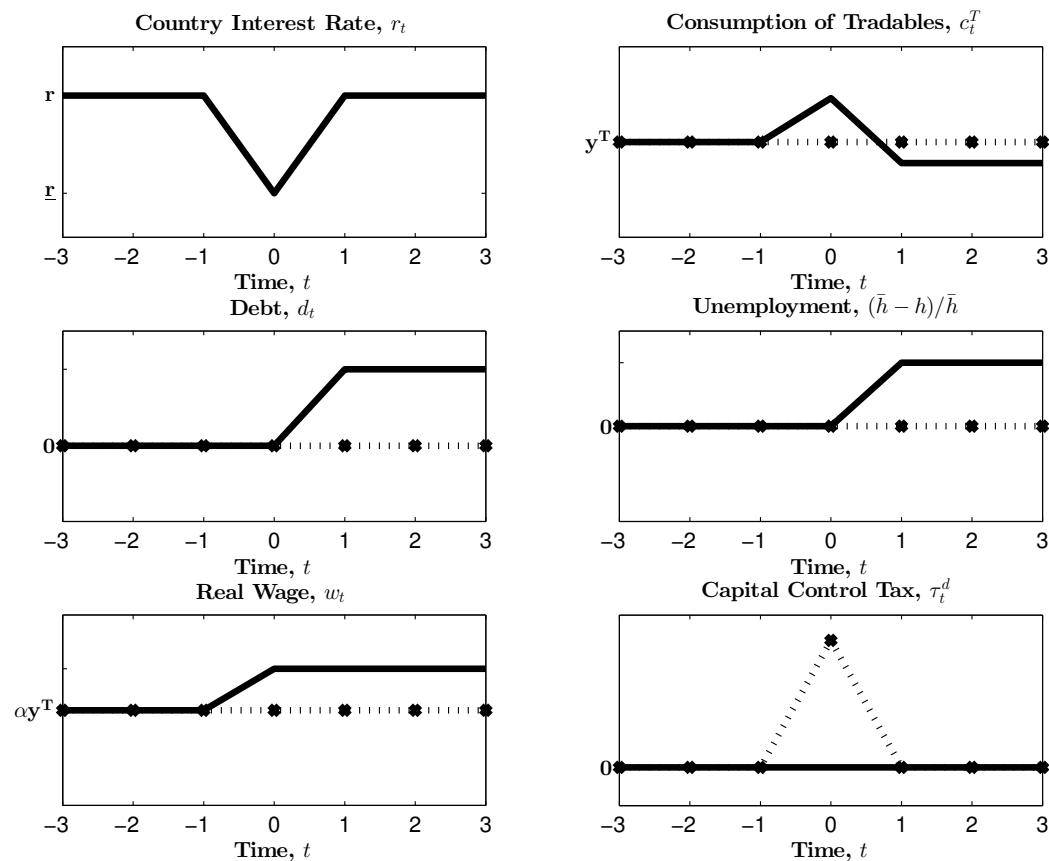 Country Interest Rate, r_t
r
r
−3 −2 −1 0 1 2 3
Time, t
Consumption of Tradables, c_t^T
y^T
−3 −2 −1 0 1 2 3
Time, t
Debt, d_t
0
−3 −2 −1 0 1 2 3
Time, t
Unemployment, (h̄ − h)/h̄
0
−3 −2 −1 0 1 2 3
Time, t
Real Wage, w_t
αy^T
−3 −2 −1 0 1 2 3
Time, t
Capital Control Tax, τ_t^d
0
−3 −2 −1 0 1 2 3
Time, t